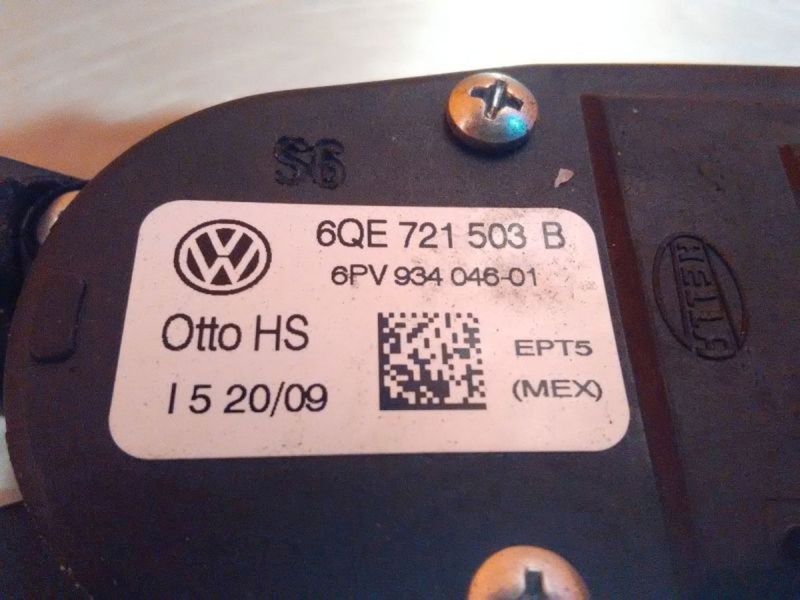 S6
6QE 721 503 B
6PV 934 046-01
Otto HS
EPT5
I 5 20/09
(MEX)
HELLA